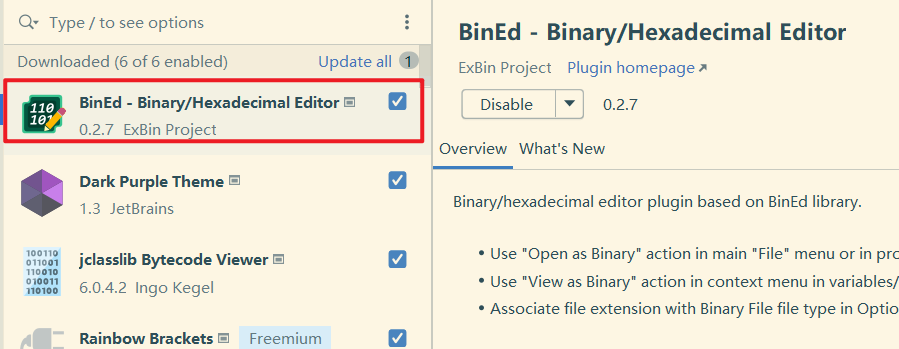 Type / to see options
Downloaded (6 of 6 enabled) Update all 1
BinEd - Binary/Hexadecimal Editor
0.2.7 ExBin Project
Dark Purple Theme
1.3 JetBrains
jclasslib Bytecode Viewer
6.0.4.2 Ingo Kegel
Rainbow Brackets Freemium
BinEd - Binary/Hexadecimal Editor
ExBin Project Plugin homepage
Disable 0.2.7
Overview What's New
Binary/hexadecimal editor plugin based on BinEd library.
• Use "Open as Binary" action in main "File" menu or in pro
• Use "View as Binary" action in context menu in variables/
• Associate file extension with Binary File file type in Optio